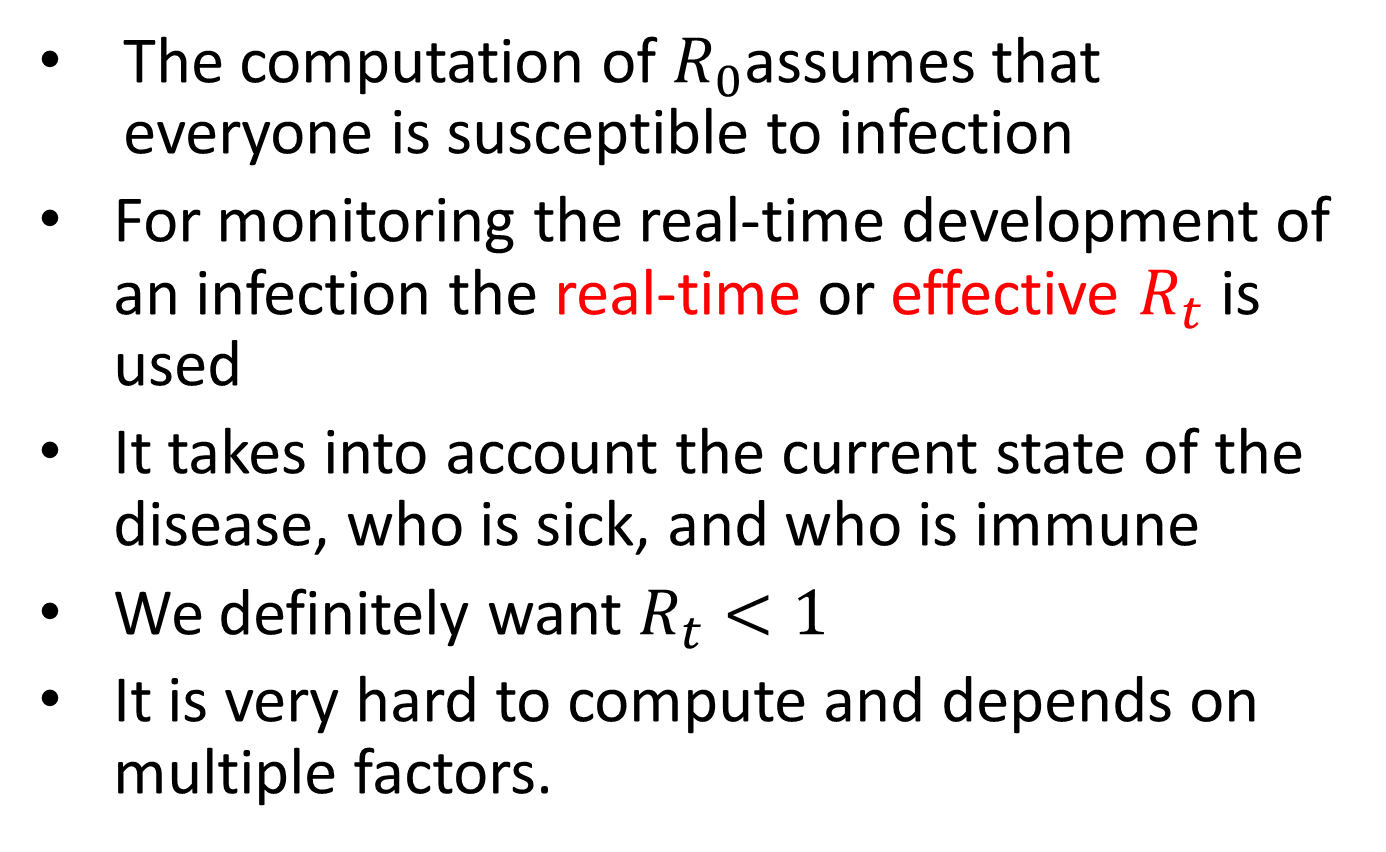 • The computation of R₀assumes that
everyone is susceptible to infection
• For monitoring the real-time development of
an infection the real-time or effective Rₜ is
used
• It takes into account the current state of the
disease, who is sick, and who is immune
• We definitely want Rₜ < 1
• It is very hard to compute and depends on
multiple factors.